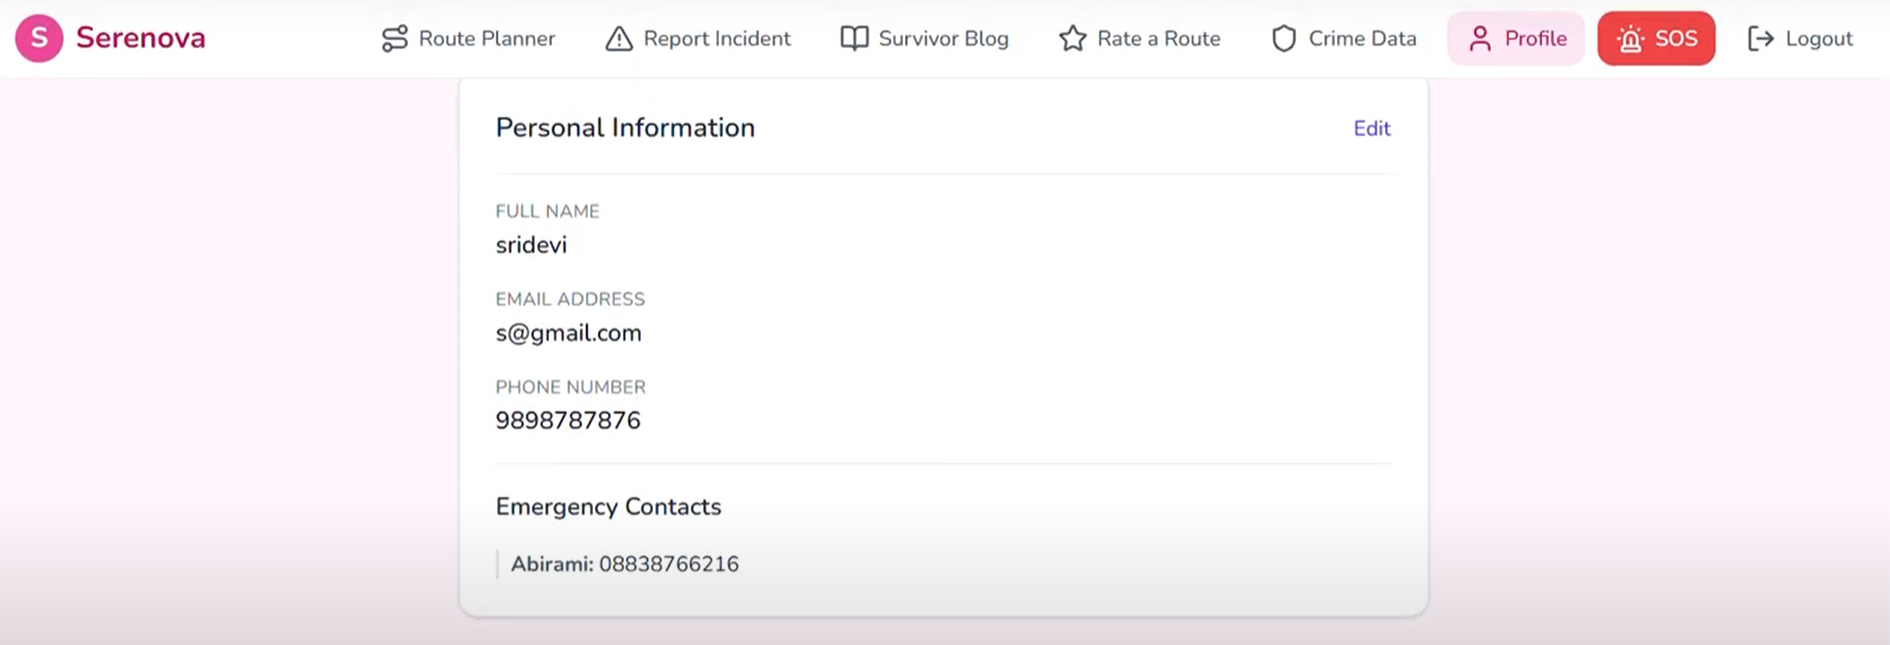 S Serenova Route Planner Report Incident Survivor Blog Rate a Route Crime Data Profile SOS Logout
Personal Information Edit
FULL NAME
sridevi
EMAIL ADDRESS
s@gmail.com
PHONE NUMBER
9898787876
Emergency Contacts
Abirami: 08838766216